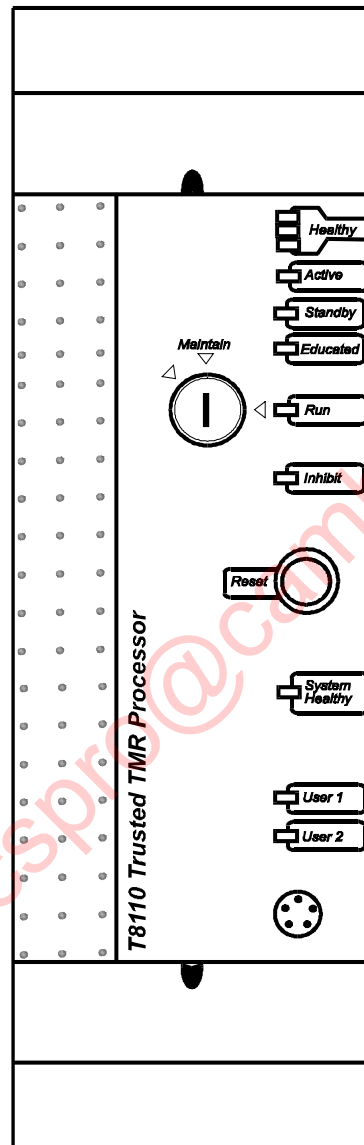 Healthy
Active
Standby
Maintain
Educated
Run
Inhibit
Reset
System
Healthy
User 1
User 2
T8110 Trusted TMR Processor